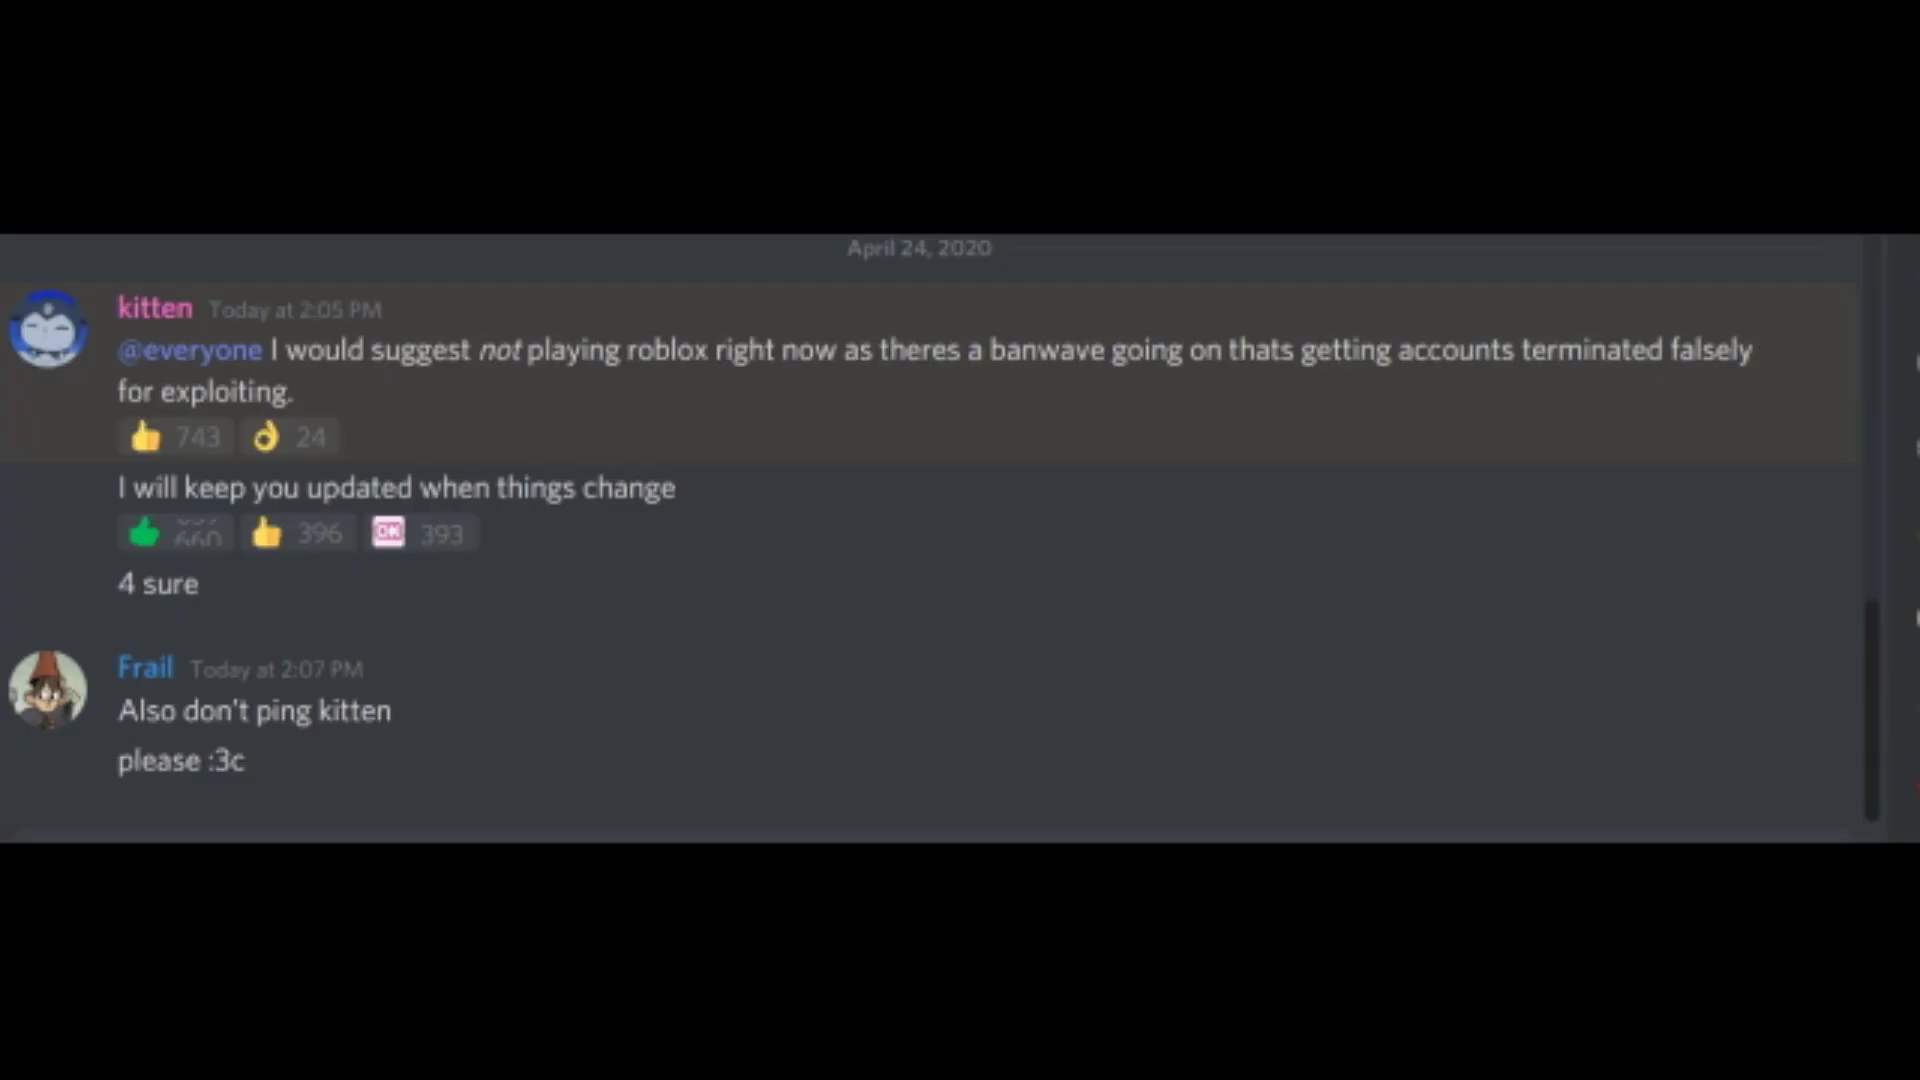 April 24, 2020
kitten Today at 2:05 PM
@everyone I would suggest not playing roblox right now as theres a banwave going on thats getting accounts terminated falsely
for exploiting.
743 24
I will keep you updated when things change
660 396 OK 393
4 sure
Frail Today at 2:07 PM
Also don't ping kitten
please :3c